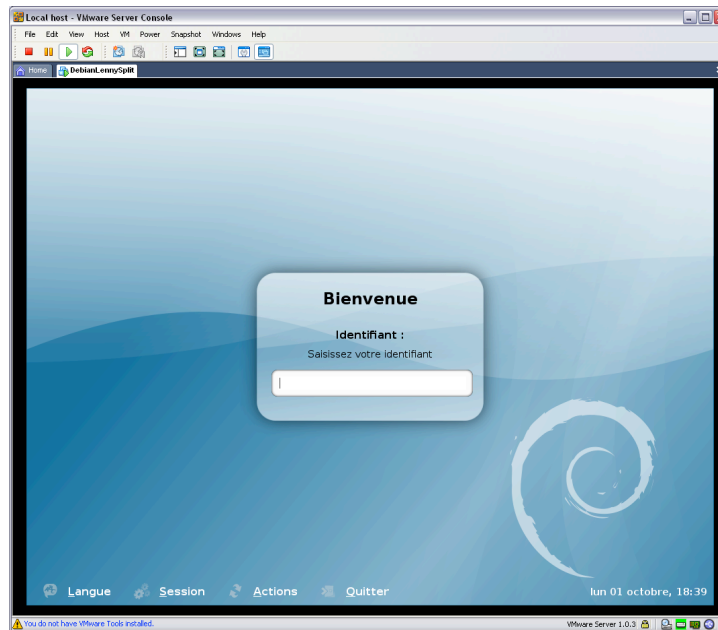 Local host - VMware Server Console
File Edit View Host VM Power Snapshot Windows Help
Home DebianLennySplit
Bienvenue
Identifiant :
Saisissez votre identifiant
Langue Session Actions Quitter lun 01 octobre, 18:39
You do not have VMware Tools installed. VMware Server 1.0.3